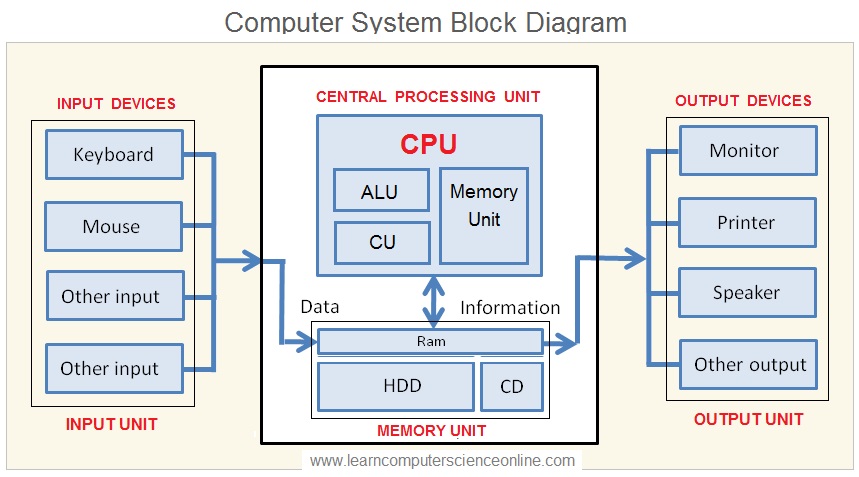 Computer System Block Diagram
INPUT DEVICES
Keyboard
Mouse
Other input
Other input
INPUT UNIT
CENTRAL PROCESSING UNIT
CPU
ALU
CU
Memory
Unit
Data
Information
Ram
HDD
CD
MEMORY UNIT
OUTPUT DEVICES
Monitor
Printer
Speaker
Other output
OUTPUT UNIT
www.learncomputerscienceonline.com